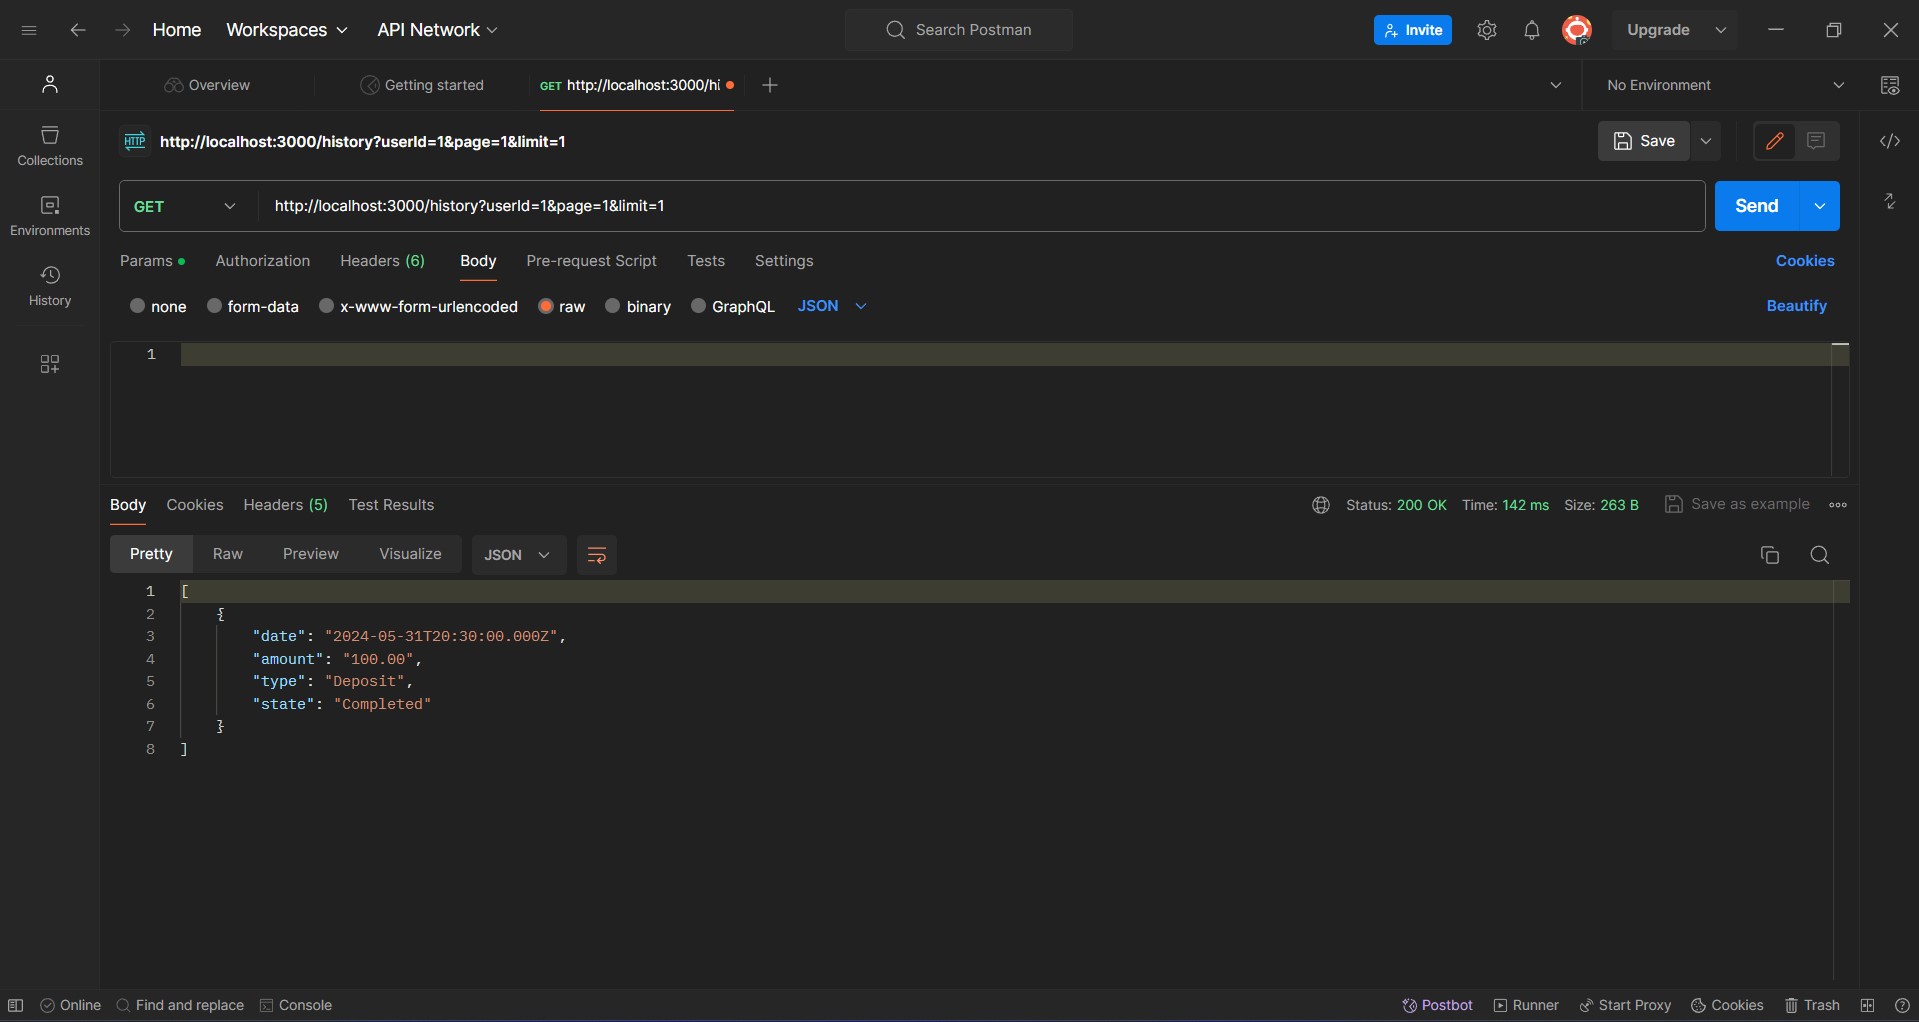 Home Workspaces API Network Search Postman Invite Upgrade
Overview Getting started GET http://localhost:3000/hi No Environment
HTTP http://localhost:3000/history?userId=1&page=1&limit=1 Save
Collections
GET http://localhost:3000/history?userId=1&page=1&limit=1 Send
Environments
Params Authorization Headers (6) Body Pre-request Script Tests Settings Cookies
History
none form-data x-www-form-urlencoded raw binary GraphQL JSON Beautify
1
Body Cookies Headers (5) Test Results Status: 200 OK Time: 142 ms Size: 263 B Save as example
Pretty Raw Preview Visualize JSON
1 [
2 {
3 "date": "2024-05-31T20:30:00.000Z",
4 "amount": "100.00",
5 "type": "Deposit",
6 "state": "Completed"
7 }
8 ]
Online Find and replace Console Postbot Runner Start Proxy Cookies Trash